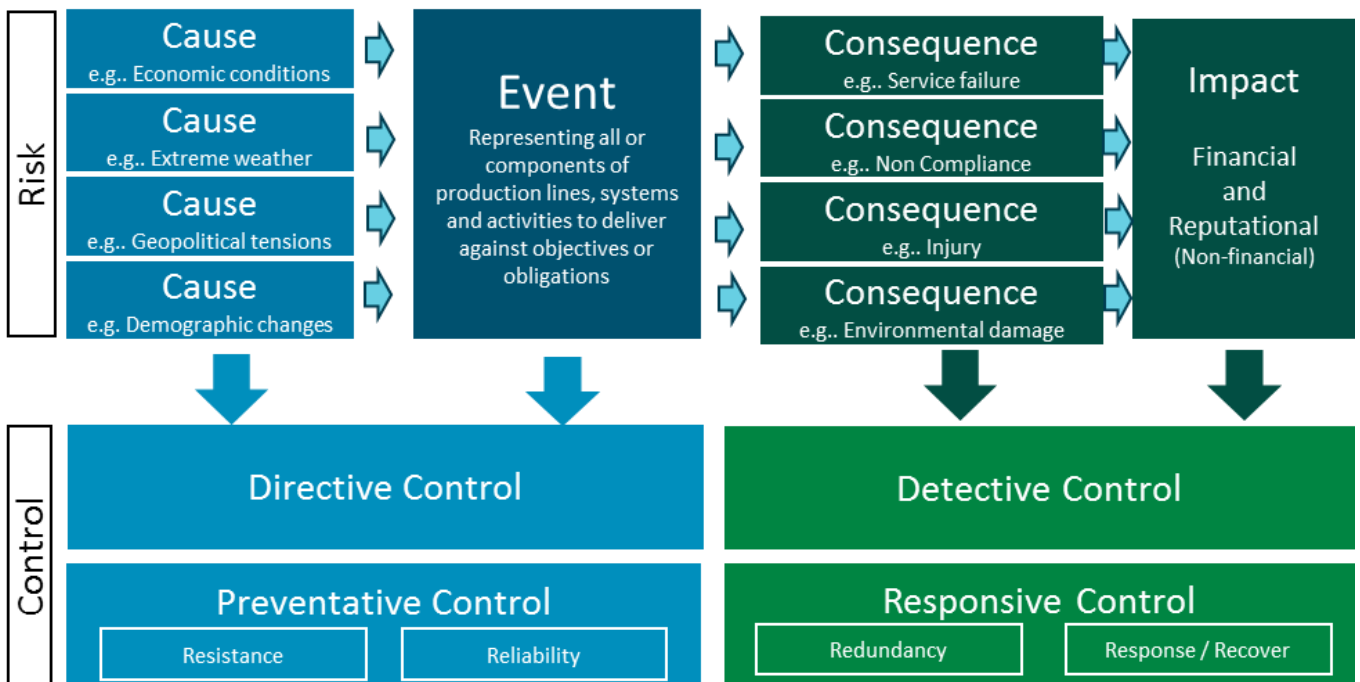 Risk
Cause
e.g.. Economic conditions
Cause
e.g.. Extreme weather
Cause
e.g.. Geopolitical tensions
Cause
e.g. Demographic changes
Event
Representing all or
components of
production lines, systems
and activities to deliver
against objectives or
obligations
Consequence
e.g.. Service failure
Consequence
e.g.. Non Compliance
Consequence
e.g.. Injury
Consequence
e.g.. Environmental damage
Impact
Financial
and
Reputational
(Non-financial)
Control
Directive Control
Detective Control
Preventative Control
Resistance
Reliability
Responsive Control
Redundancy
Response / Recover